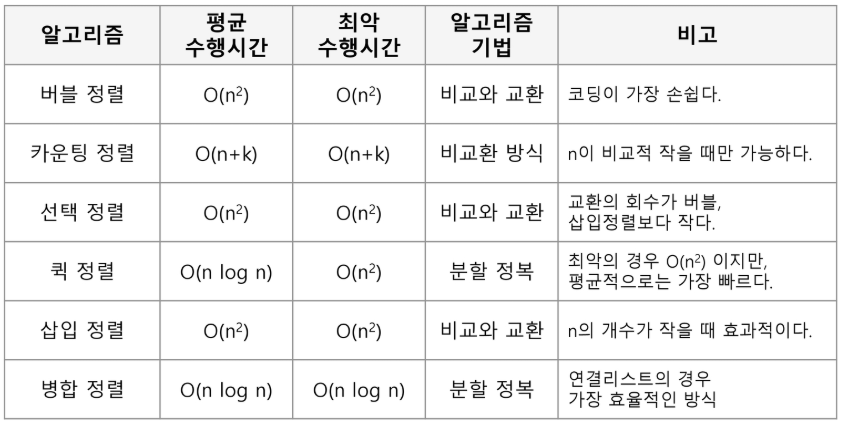 알고리즘 평균 수행시간 최악 수행시간 알고리즘 기법 비고
버블 정렬 O(n²) O(n²) 비교와 교환 코딩이 가장 손쉽다.
카운팅 정렬 O(n+k) O(n+k) 비교환 방식 n이 비교적 작을 때만 가능하다.
선택 정렬 O(n²) O(n²) 비교와 교환 교환의 회수가 버블,
삽입정렬보다 작다.
퀵 정렬 O(n log n) O(n²) 분할 정복 최악의 경우 O(n²) 이지만,
평균적으로는 가장 빠르다.
삽입 정렬 O(n²) O(n²) 비교와 교환 n의 개수가 작을 때 효과적이다.
병합 정렬 O(n log n) O(n log n) 분할 정복 연결리스트의 경우
가장 효율적인 방식